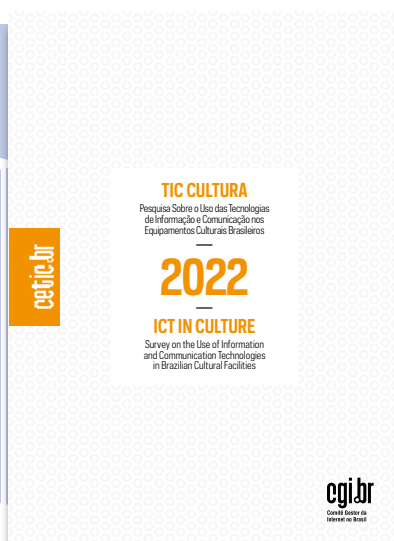 TIC CULTURA
Pesquisa Sobre o Uso das Tecnologias
de Informação e Comunicação nos
Equipamentos Culturais Brasileiros
2022
cetic.br
ICT IN CULTURE
Survey on the Use of Information
and Communication Technologies
in Brazilian Cultural Facilities
cgi.br
Comitê Gestor da
Internet no Brasil